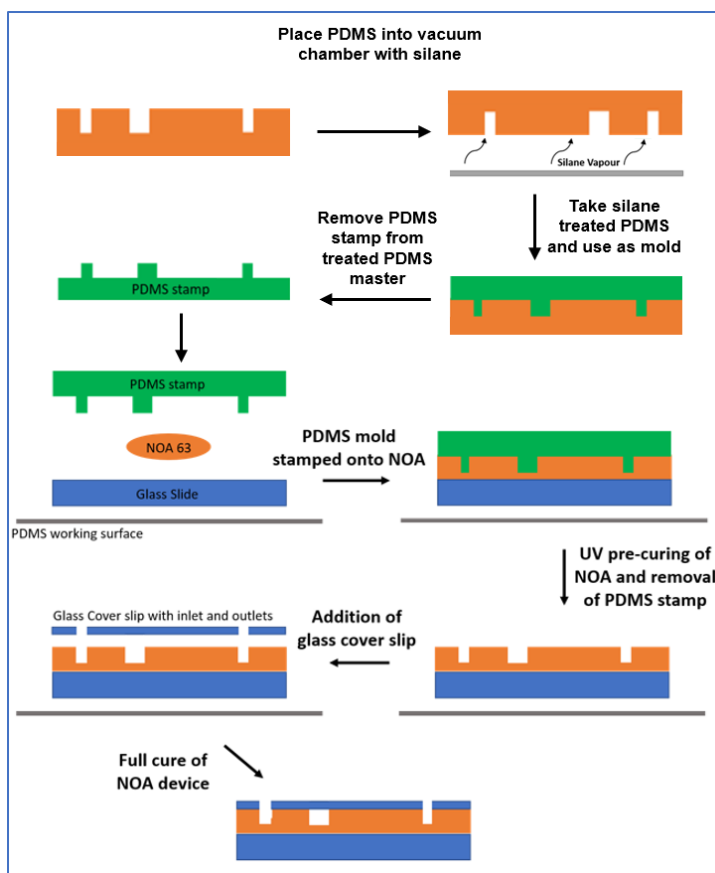 Place PDMS into vacuum
chamber with silane
Silane Vapour
Take silane
treated PDMS
and use as mold
Remove PDMS
stamp from
treated PDMS
master
PDMS stamp
PDMS stamp
NOA 63
Glass Slide
PDMS working surface
PDMS mold
stamped onto NOA
UV pre-curing of
NOA and removal
of PDMS stamp
Glass Cover slip with inlet and outlets
Addition of
glass cover slip
Full cure of
NOA device